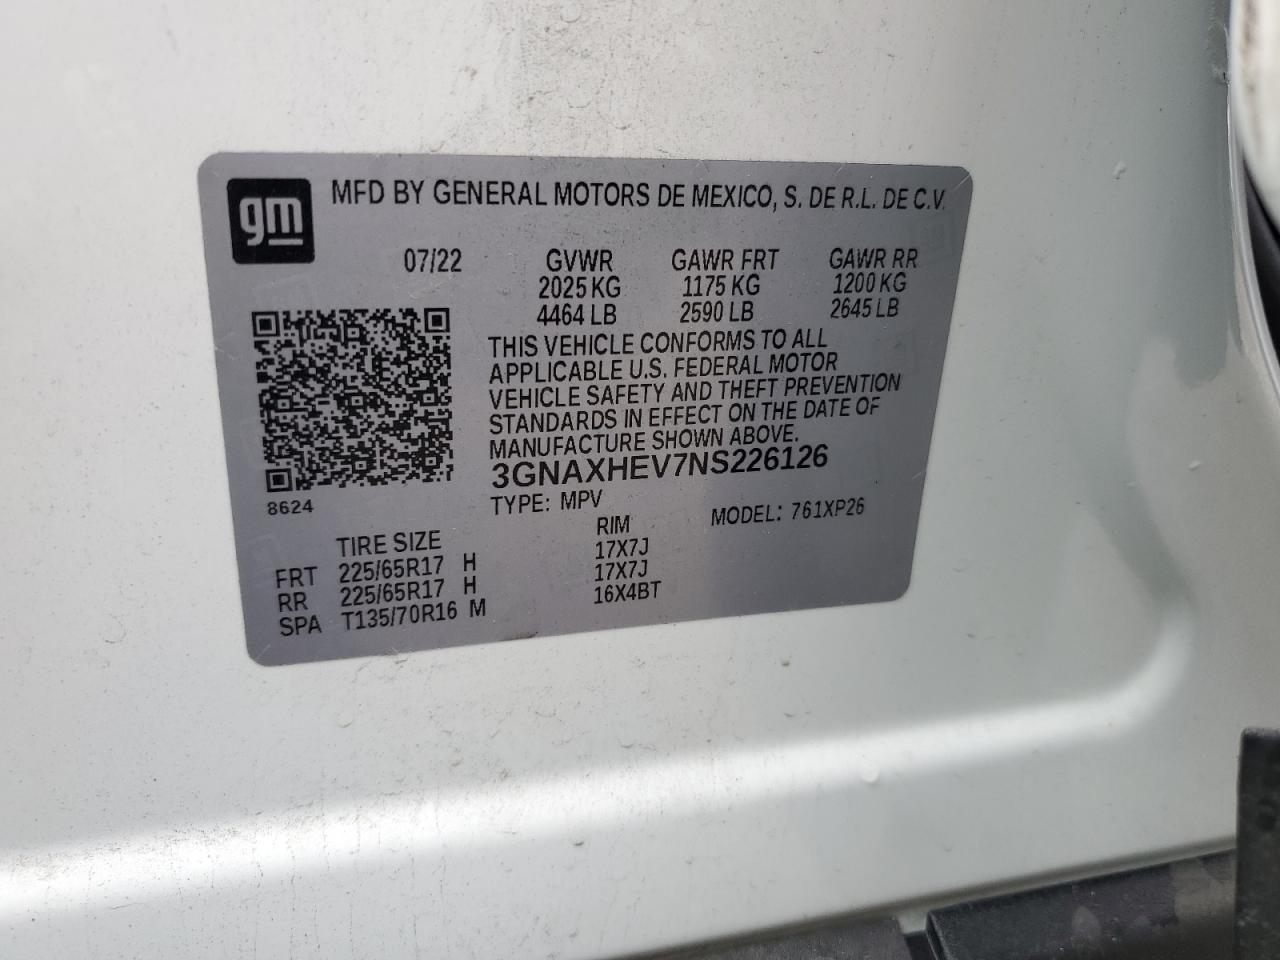 gm
MFD BY GENERAL MOTORS DE MEXICO, S. DE R.L. DE C.V.
07/22 GVWR GAWR FRT GAWR RR
2025 KG 1175 KG 1200 KG
4464 LB 2590 LB 2645 LB
THIS VEHICLE CONFORMS TO ALL
APPLICABLE U.S. FEDERAL MOTOR
VEHICLE SAFETY AND THEFT PREVENTION
STANDARDS IN EFFECT ON THE DATE OF
MANUFACTURE SHOWN ABOVE.
3GNAXHEV7NS226126
8624
TYPE: MPV MODEL: 761XP26
TIRE SIZE RIM
FRT 225/65R17 H 17X7J
RR 225/65R17 H 17X7J
SPA T135/70R16 M 16X4BT